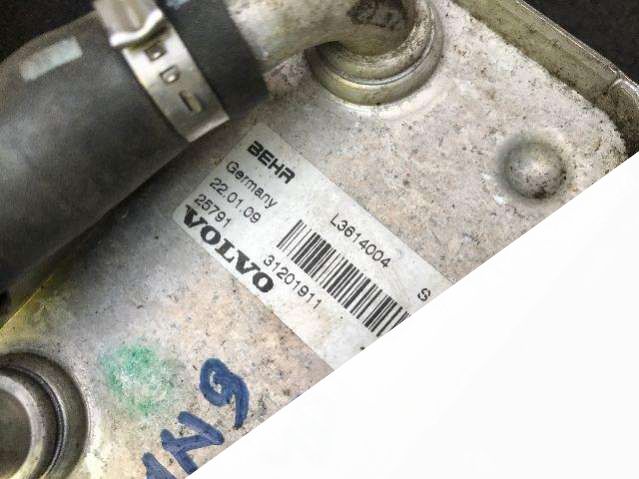 BEHR
Germany
22.01.09 L3614004 S
25791
VOLVO 31201911